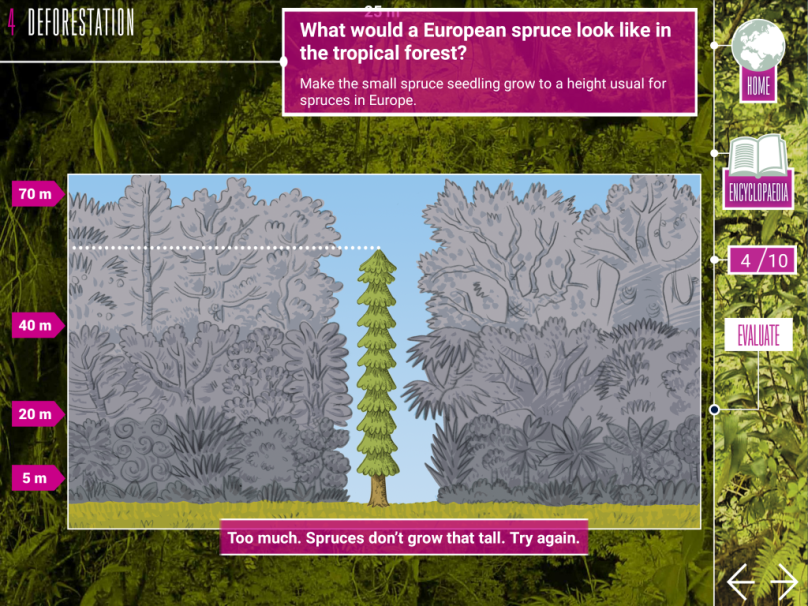 4 DEFORESTATION
25 m
What would a European spruce look like in
the tropical forest?
Make the small spruce seedling grow to a height usual for
spruces in Europe.
HOME
ENCYCLOPAEDIA
4 / 10
EVALUATE
70 m
40 m
20 m
5 m
Too much. Spruces don't grow that tall. Try again.